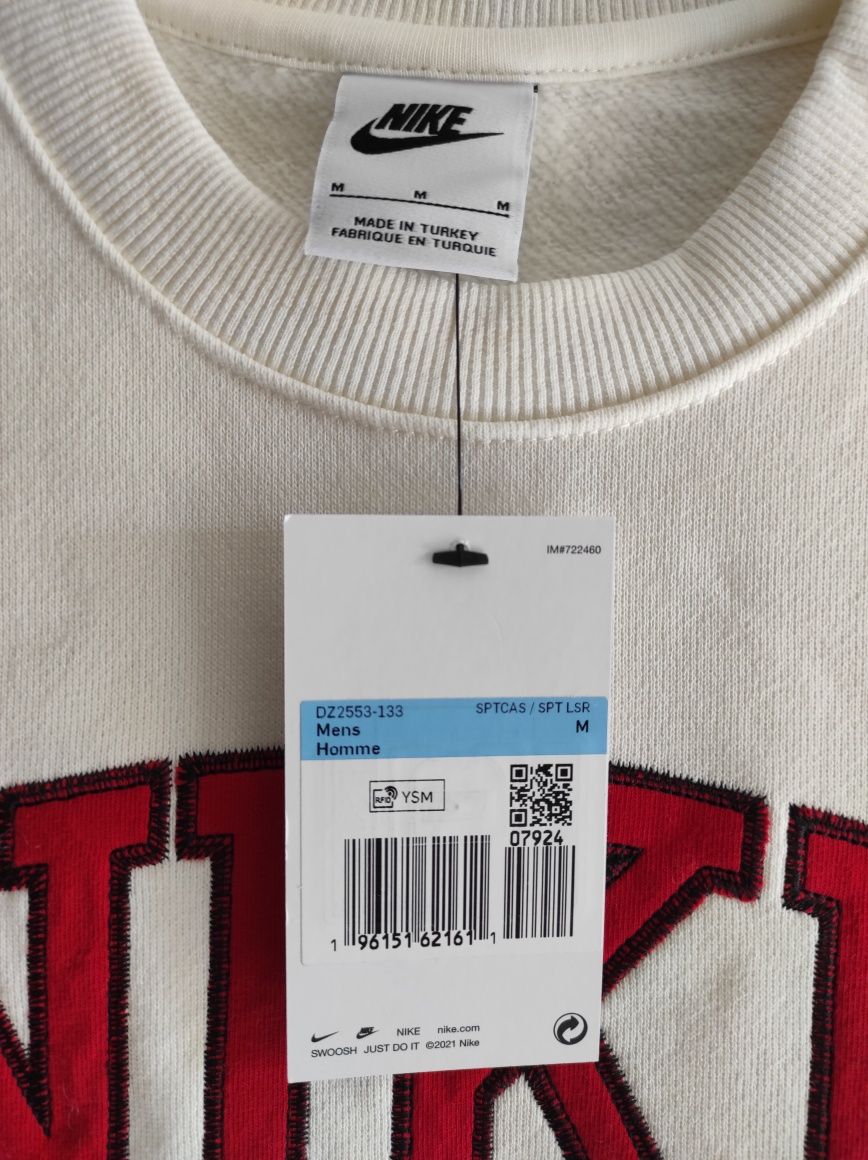 NIKE
M M M
MADE IN TURKEY
FABRIQUE EN TURQUIE
IM#722460
DZ2553-133 SPTCAS / SPT LSR
Mens M
Homme
RFID YSM
07924
1 96151 62161 1
NIKE nike.com
SWOOSH JUST DO IT ©2021 Nike
NIKE